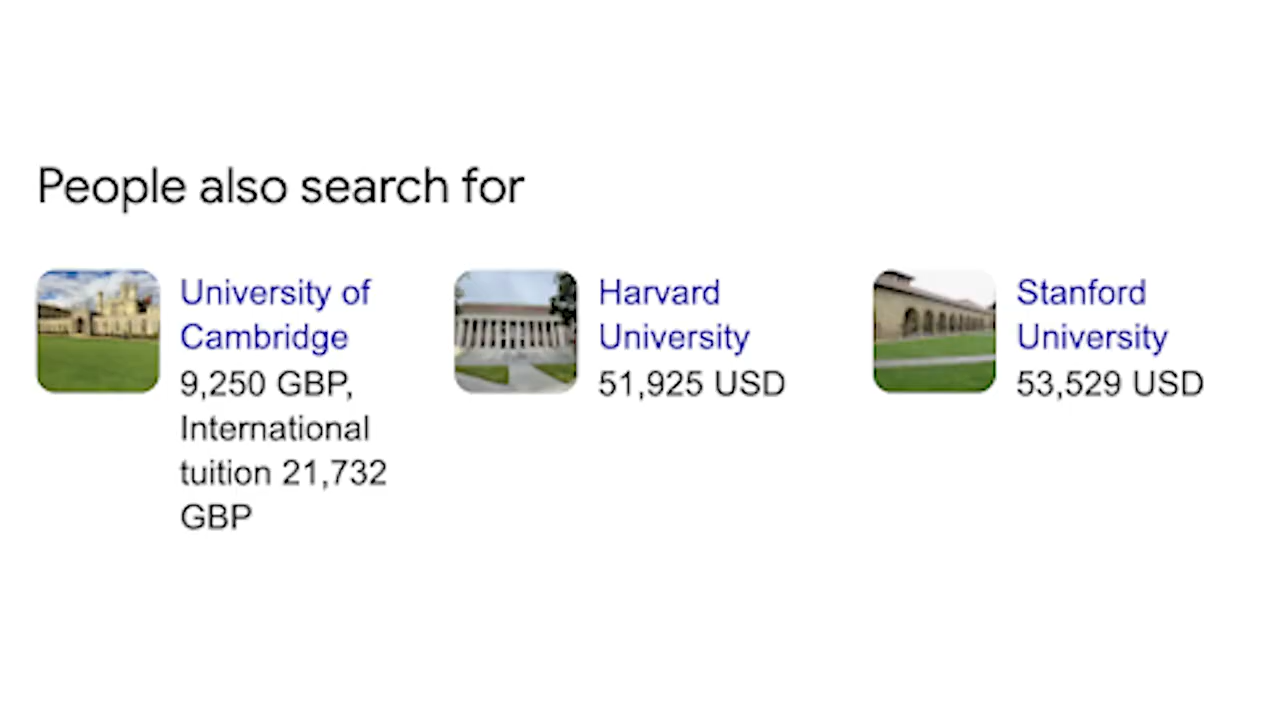 People also search for
University of
Cambridge
9,250 GBP,
International
tuition 21,732
GBP
Harvard
University
51,925 USD
Stanford
University
53,529 USD